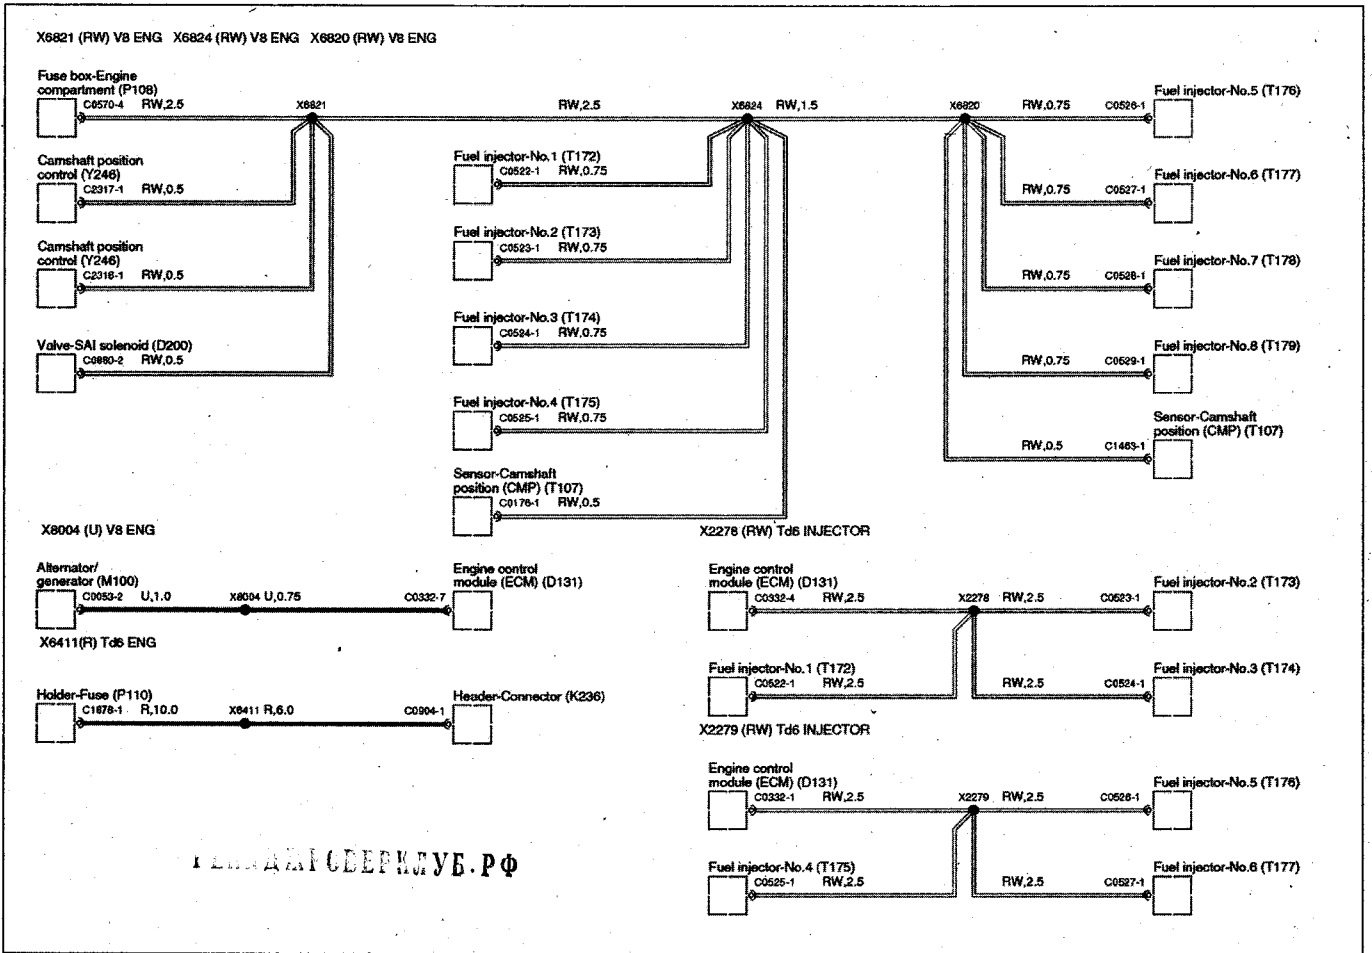 X6821 (RW) V8 ENG X6824 (RW) V8 ENG X6820 (RW) V8 ENG
Fuse box-Engine
compartment (P108)
C0570-4 RW,2.5
X6821
RW,2.5
X6824 RW,1.5
X6820
RW,0.75 C0526-1
Fuel injector-No.5 (T176)
Camshaft position
control (Y246)
C2317-1 RW,0.5
Fuel injector-No.1 (T172)
C0522-1 RW,0.75
Fuel injector-No.6 (T177)
RW,0.75 C0527-1
Camshaft position
control (Y246)
C2316-1 RW,0.5
Fuel injector-No.2 (T173)
C0523-1 RW,0.75
Fuel injector-No.7 (T178)
RW,0.75 C0528-1
Valve-SAI solenoid (D200)
C0880-2 RW,0.5
Fuel injector-No.3 (T174)
C0524-1 RW,0.75
Fuel injector-No.8 (T179)
RW,0.75 C0529-1
Fuel injector-No.4 (T175)
C0525-1 RW,0.75
Sensor-Camshaft
position (CMP) (T107)
RW,0.5 C1463-1
Sensor-Camshaft
position (CMP) (T107)
C0176-1 RW,0.5
X8004 (U) V8 ENG
Alternator/
generator (M100)
C0053-2 U,1.0 X8004 U,0.75 C0332-7
Engine control
module (ECM) (D131)
X6411(R) Td6 ENG
Holder-Fuse (P110)
C1878-1 R,10.0 X6411 R,6.0 C0904-1
Header-Connector (K236)
X2278 (RW) Td6 INJECTOR
Engine control
module (ECM) (D131)
C0332-4 RW,2.5 X2278 RW,2.5 C0523-1
Fuel injector-No.2 (T173)
Fuel injector-No.1 (T172)
C0522-1 RW,2.5
RW,2.5 C0524-1
Fuel injector-No.3 (T174)
X2279 (RW) Td6 INJECTOR
Engine control
module (ECM) (D131)
C0332-1 RW,2.5 X2279 RW,2.5 C0526-1
Fuel injector-No.5 (T176)
Fuel injector-No.4 (T175)
C0525-1 RW,2.5
RW,2.5 C0527-1
Fuel injector-No.6 (T177)
РЕНДЖРОВЕРКЛУБ.РФ